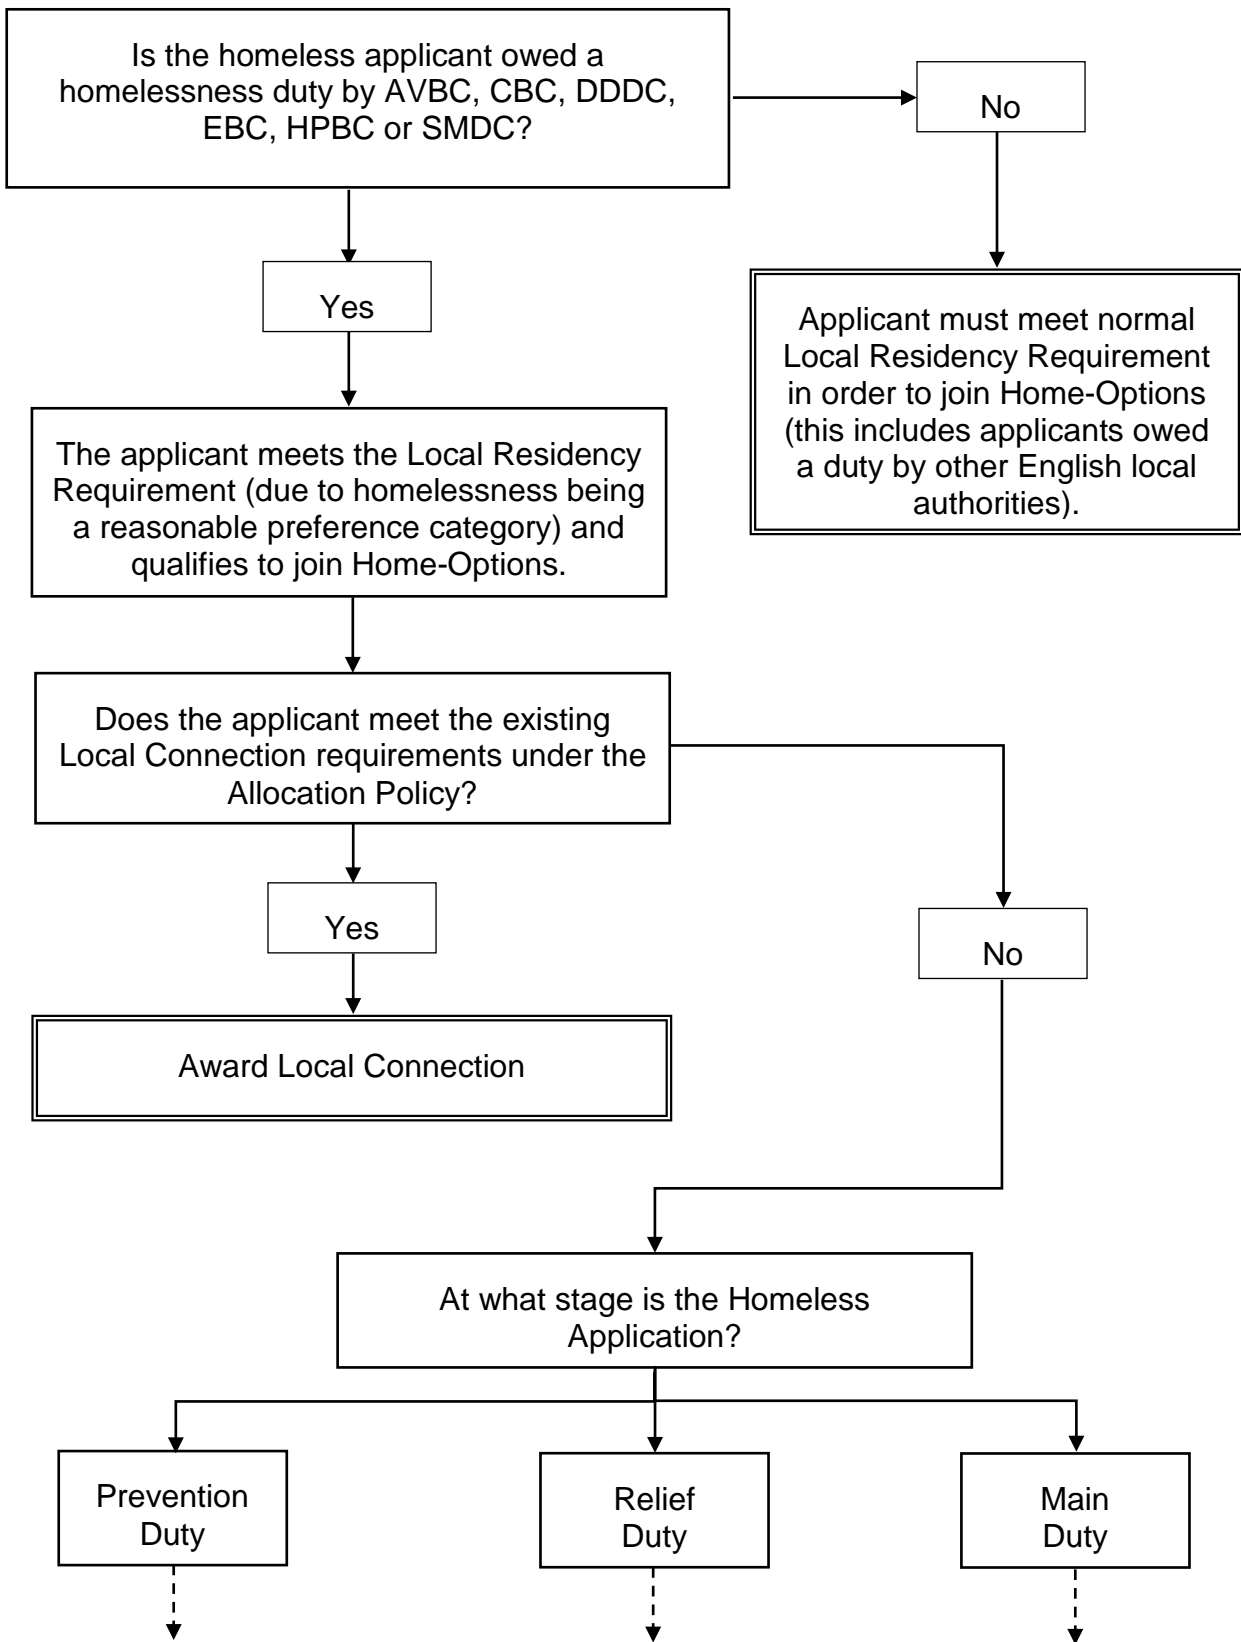 Is the homeless applicant owed a
homelessness duty by AVBC, CBC, DDDC,
EBC, HPBC or SMDC?
No
Yes
Applicant must meet normal
Local Residency Requirement
in order to join Home-Options
(this includes applicants owed
a duty by other English local
authorities).
The applicant meets the Local Residency
Requirement (due to homelessness being
a reasonable preference category) and
qualifies to join Home-Options.
Does the applicant meet the existing
Local Connection requirements under the
Allocation Policy?
Yes
No
Award Local Connection
At what stage is the Homeless
Application?
Prevention
Duty
Relief
Duty
Main
Duty